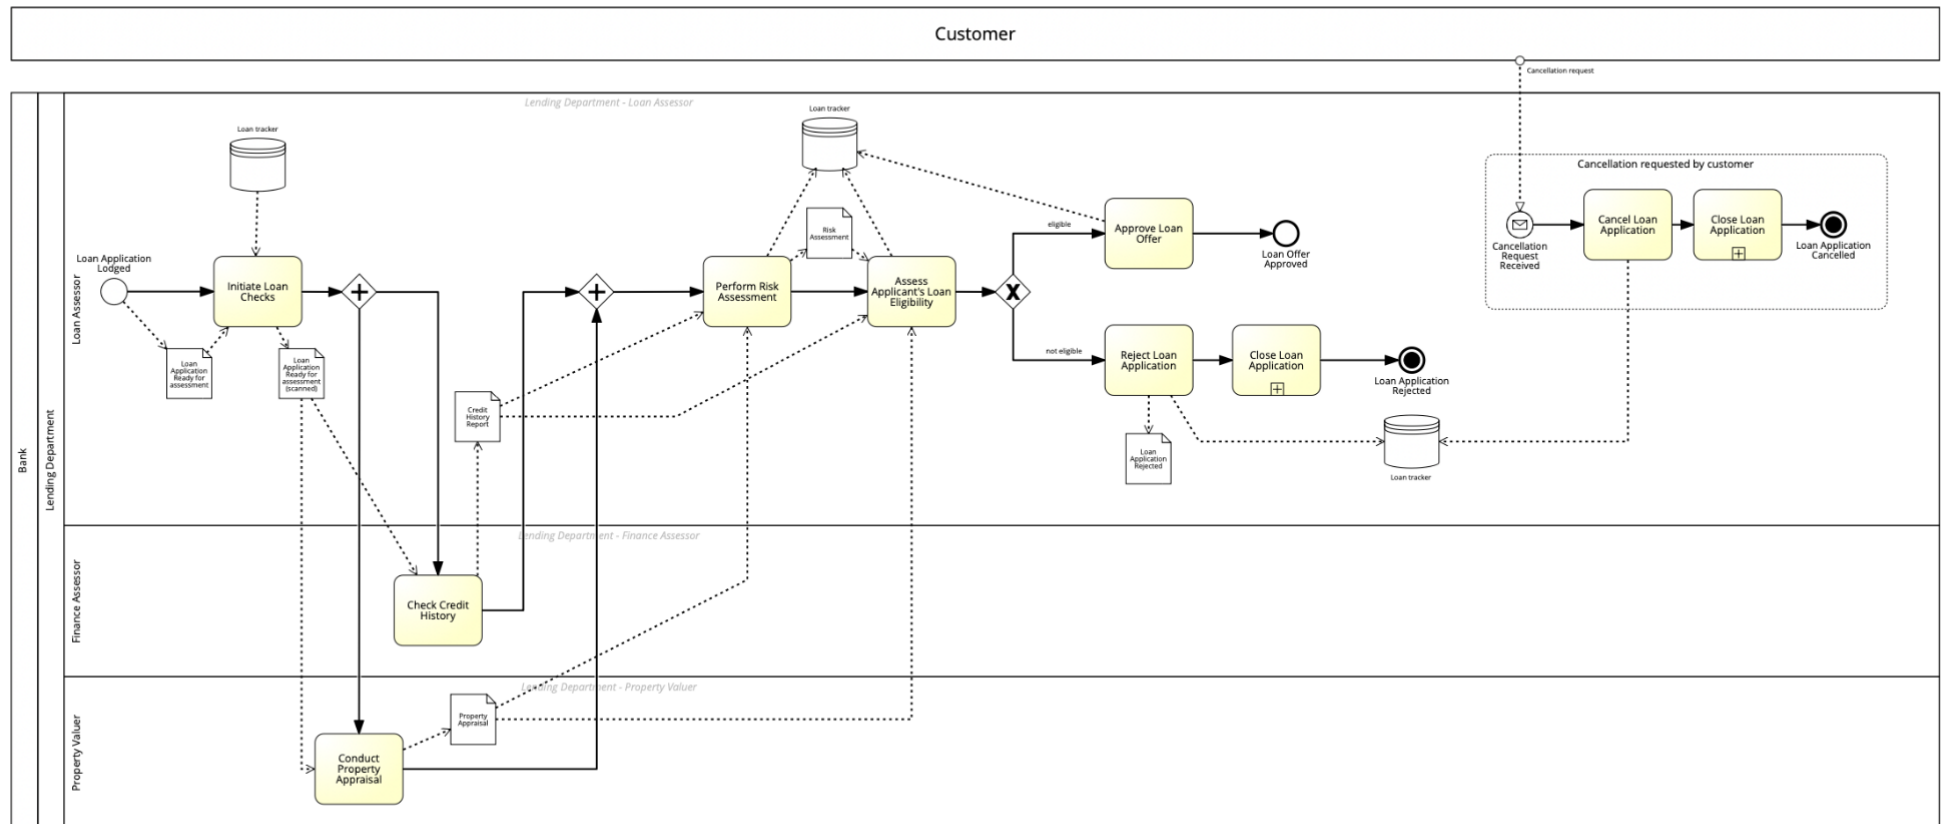 Customer
Cancellation request
Bank
Lending Department
Loan Assessor
Lending Department - Loan Assessor
Loan tracker
Loan tracker
Loan Application
Lodged
Initiate Loan
Checks
Loan
Application
Ready for
assessment
Loan
Application
Ready for
assessment
(scanned)
Credit
History
Report
Perform Risk
Assessment
Risk
Assessment
Assess
Applicant's Loan
Eligibility
X
eligible
Approve Loan
Offer
Loan Offer
Approved
not eligible
Reject Loan
Application
Close Loan
Application
Loan Application
Rejected
Loan
Application
Rejected
Loan tracker
Cancellation requested by customer
Cancellation
Request
Received
Cancel Loan
Application
Close Loan
Application
Loan Application
Cancelled
Finance Assessor
Lending Department - Finance Assessor
Check Credit
History
Property Valuer
Lending Department - Property Valuer
Property
Appraisal
Conduct
Property
Appraisal